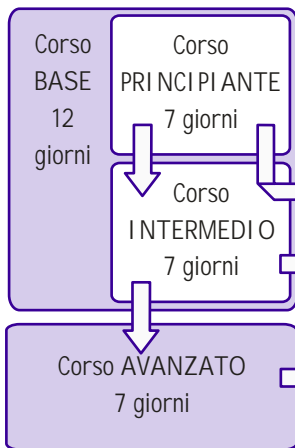 Corso
BASE
12
giorni
Corso
PRINCIPIANTE
7 giorni
Corso
INTERMEDIO
7 giorni
Corso AVANZATO
7 giorni